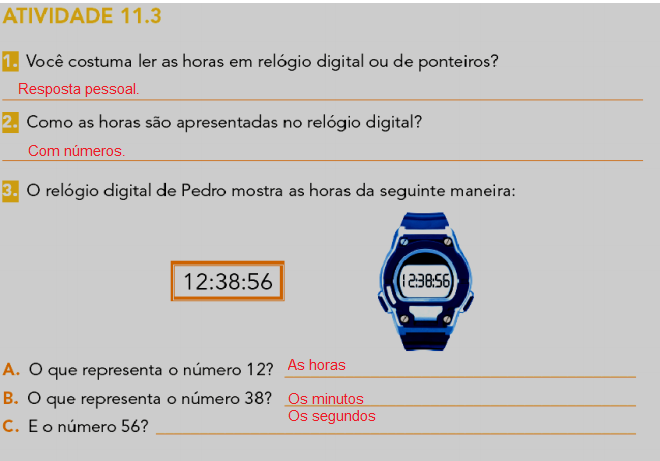 ATIVIDADE 11.3
1. Você costuma ler as horas em relógio digital ou de ponteiros?
Resposta pessoal.
2. Como as horas são apresentadas no relógio digital?
Com números.
3. O relógio digital de Pedro mostra as horas da seguinte maneira:
12:38:56
12:38:56
A. O que representa o número 12? As horas
B. O que representa o número 38? Os minutos
Os segundos
C. E o número 56?